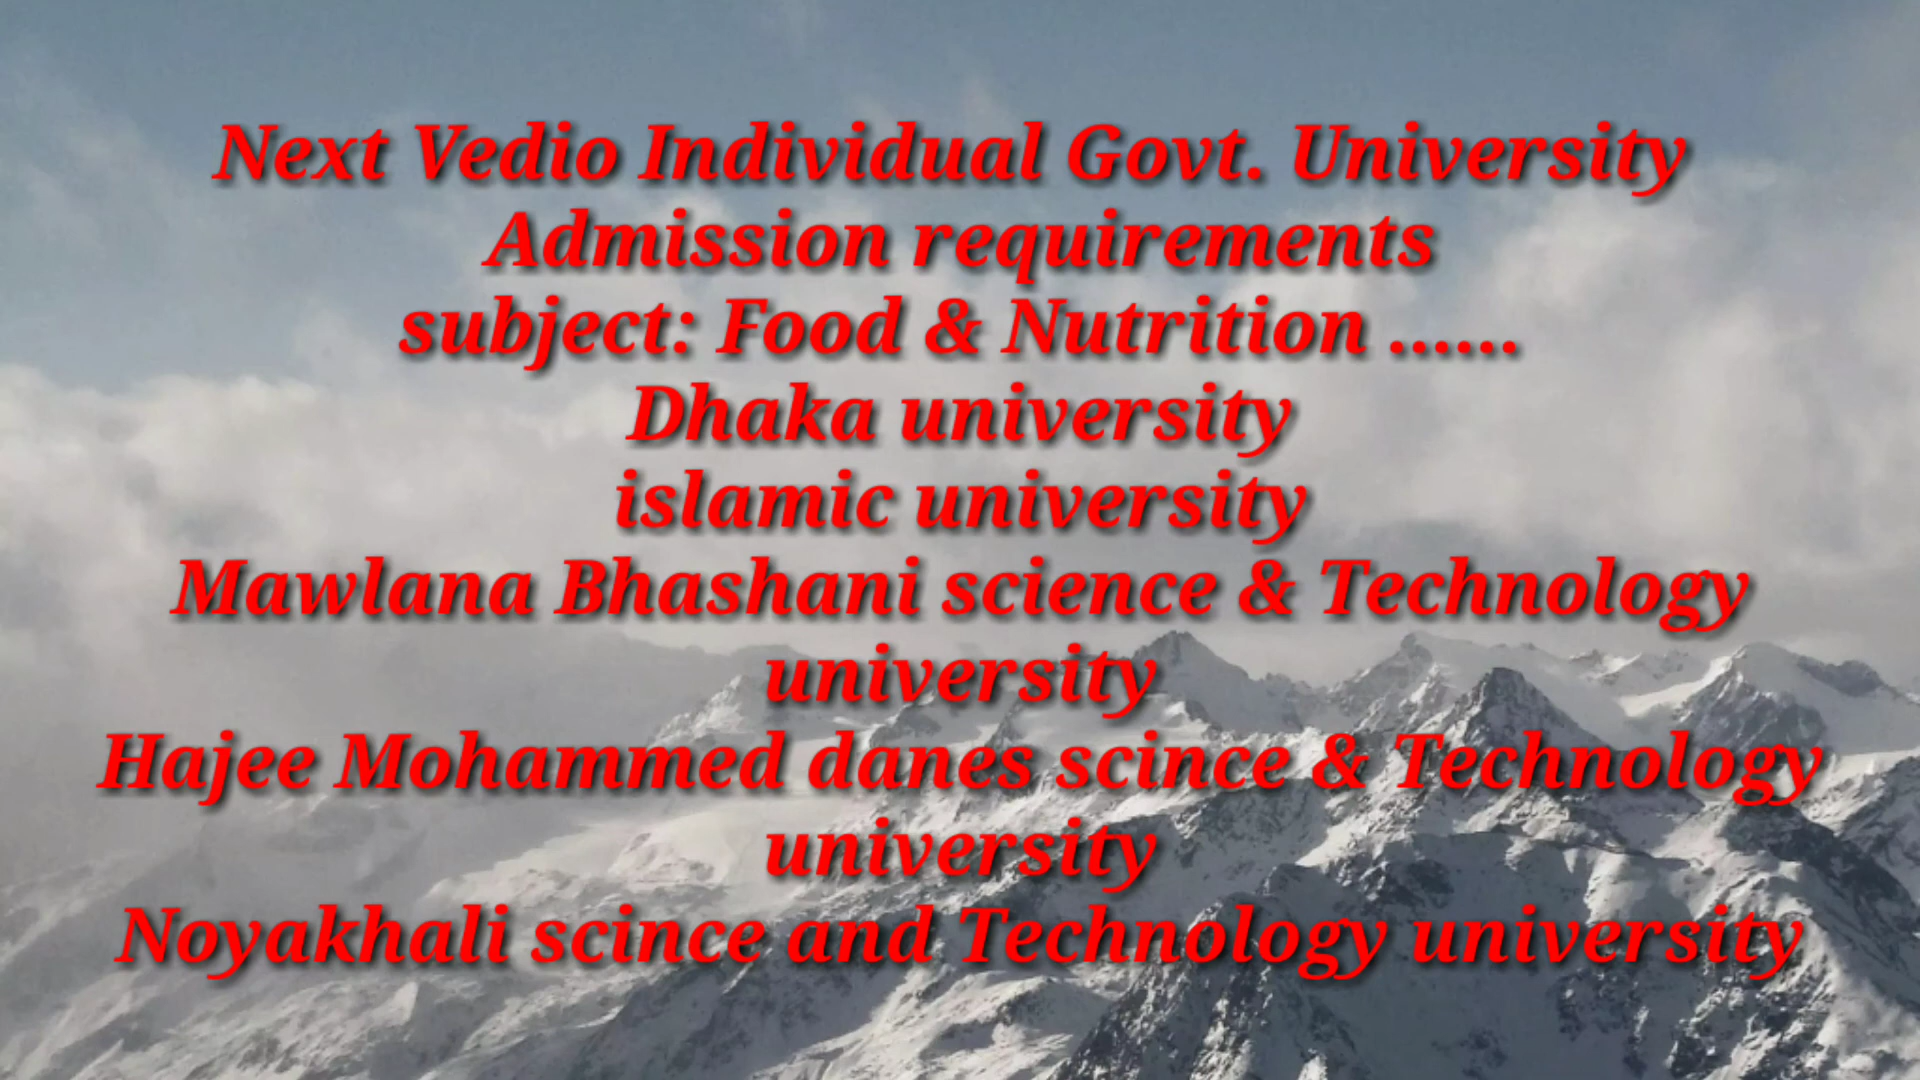 Next Vedio Individual Govt. University
Admission requirements
subject: Food & Nutrition ......
Dhaka university
islamic university
Mawlana Bhashani science & Technology
university
Hajee Mohammed danes scince & Technology
university
Noyakhali scince and Technology university